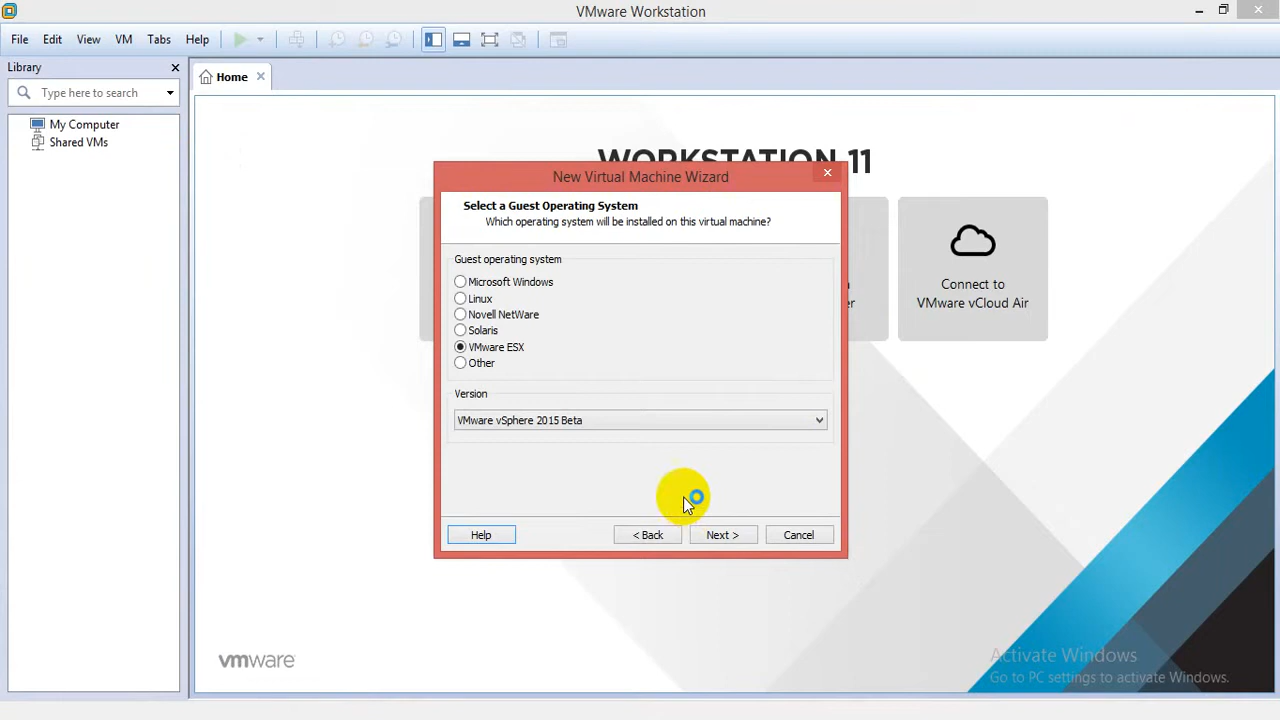 VMware Workstation
File Edit View VM Tabs Help
Library
Home
Type here to search
My Computer
Shared VMs
WORKSTATION 11
New Virtual Machine Wizard
Select a Guest Operating System
Which operating system will be installed on this virtual machine?
Guest operating system
Microsoft Windows
Linux
Novell NetWare
Solaris
VMware ESX
Other
Version
VMware vSphere 2015 Beta
Help
< Back
Next >
Cancel
Connect to
VMware vCloud Air
vmware
Activate Windows
Go to PC settings to activate Windows.